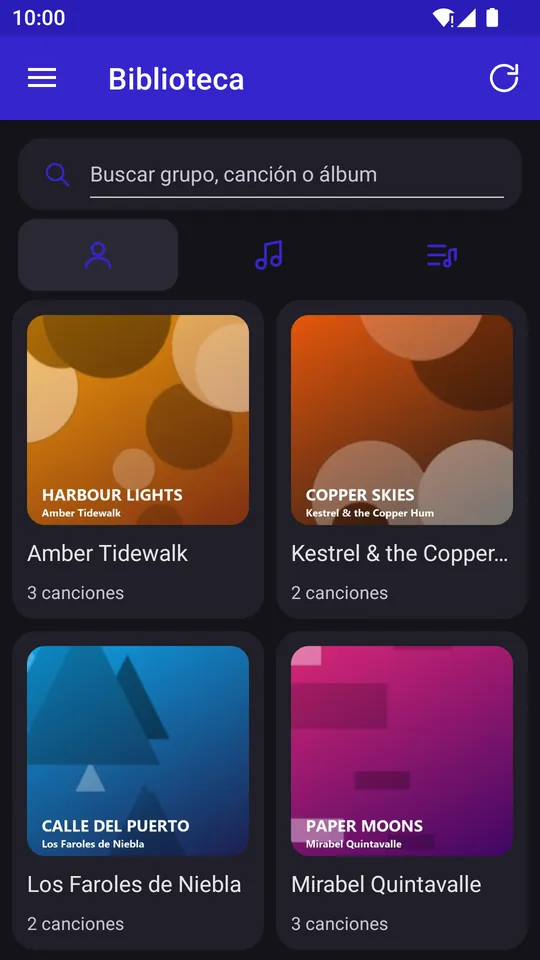 10:00
Biblioteca
Buscar grupo, canción o álbum
HARBOUR LIGHTS
Amber Tidewalk
Amber Tidewalk
3 canciones
COPPER SKIES
Kestrel & the Copper Hum
Kestrel & the Copper...
2 canciones
CALLE DEL PUERTO
Los Faroles de Niebla
Los Faroles de Niebla
2 canciones
PAPER MOONS
Mirabel Quintavalle
Mirabel Quintavalle
3 canciones